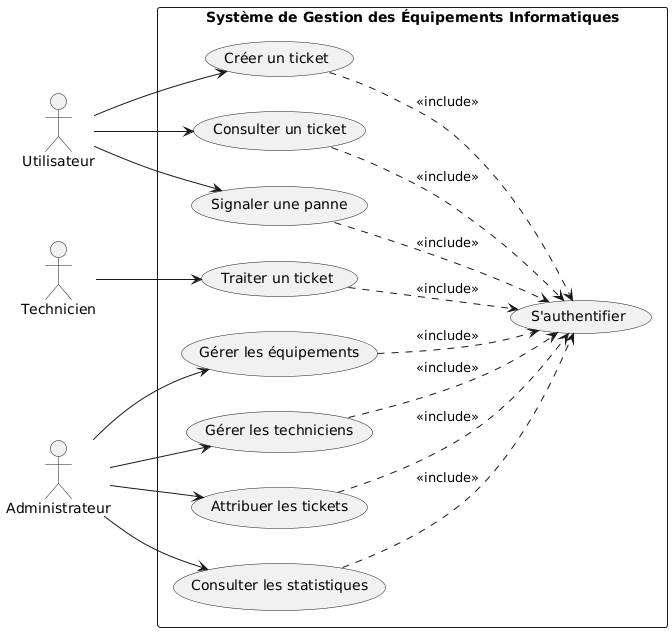 Système de Gestion des Équipements Informatiques
Créer un ticket
«include»
Consulter un ticket
Utilisateur
«include»
Signaler une panne
«include»
Traiter un ticket
«include»
Technicien
S'authentifier
«include»
Gérer les équipements
«include»
Gérer les techniciens
«include»
Attribuer les tickets
Administrateur
«include»
Consulter les statistiques